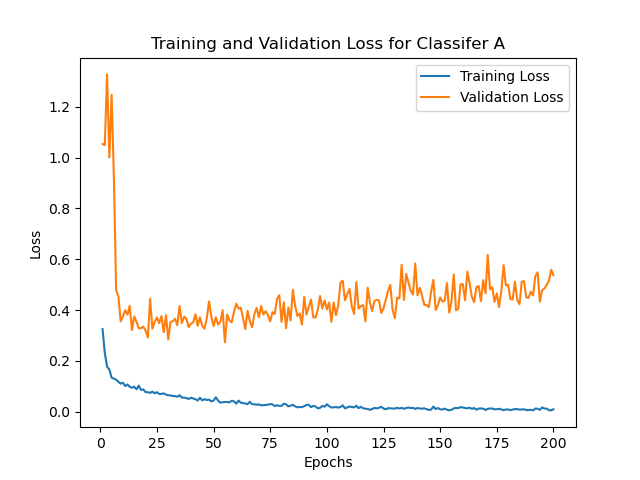 Training and Validation Loss for Classifer A
Training Loss
Validation Loss
Loss
1.2
1.0
0.8
0.6
0.4
0.2
0.0
0 25 50 75 100 125 150 175 200
Epochs